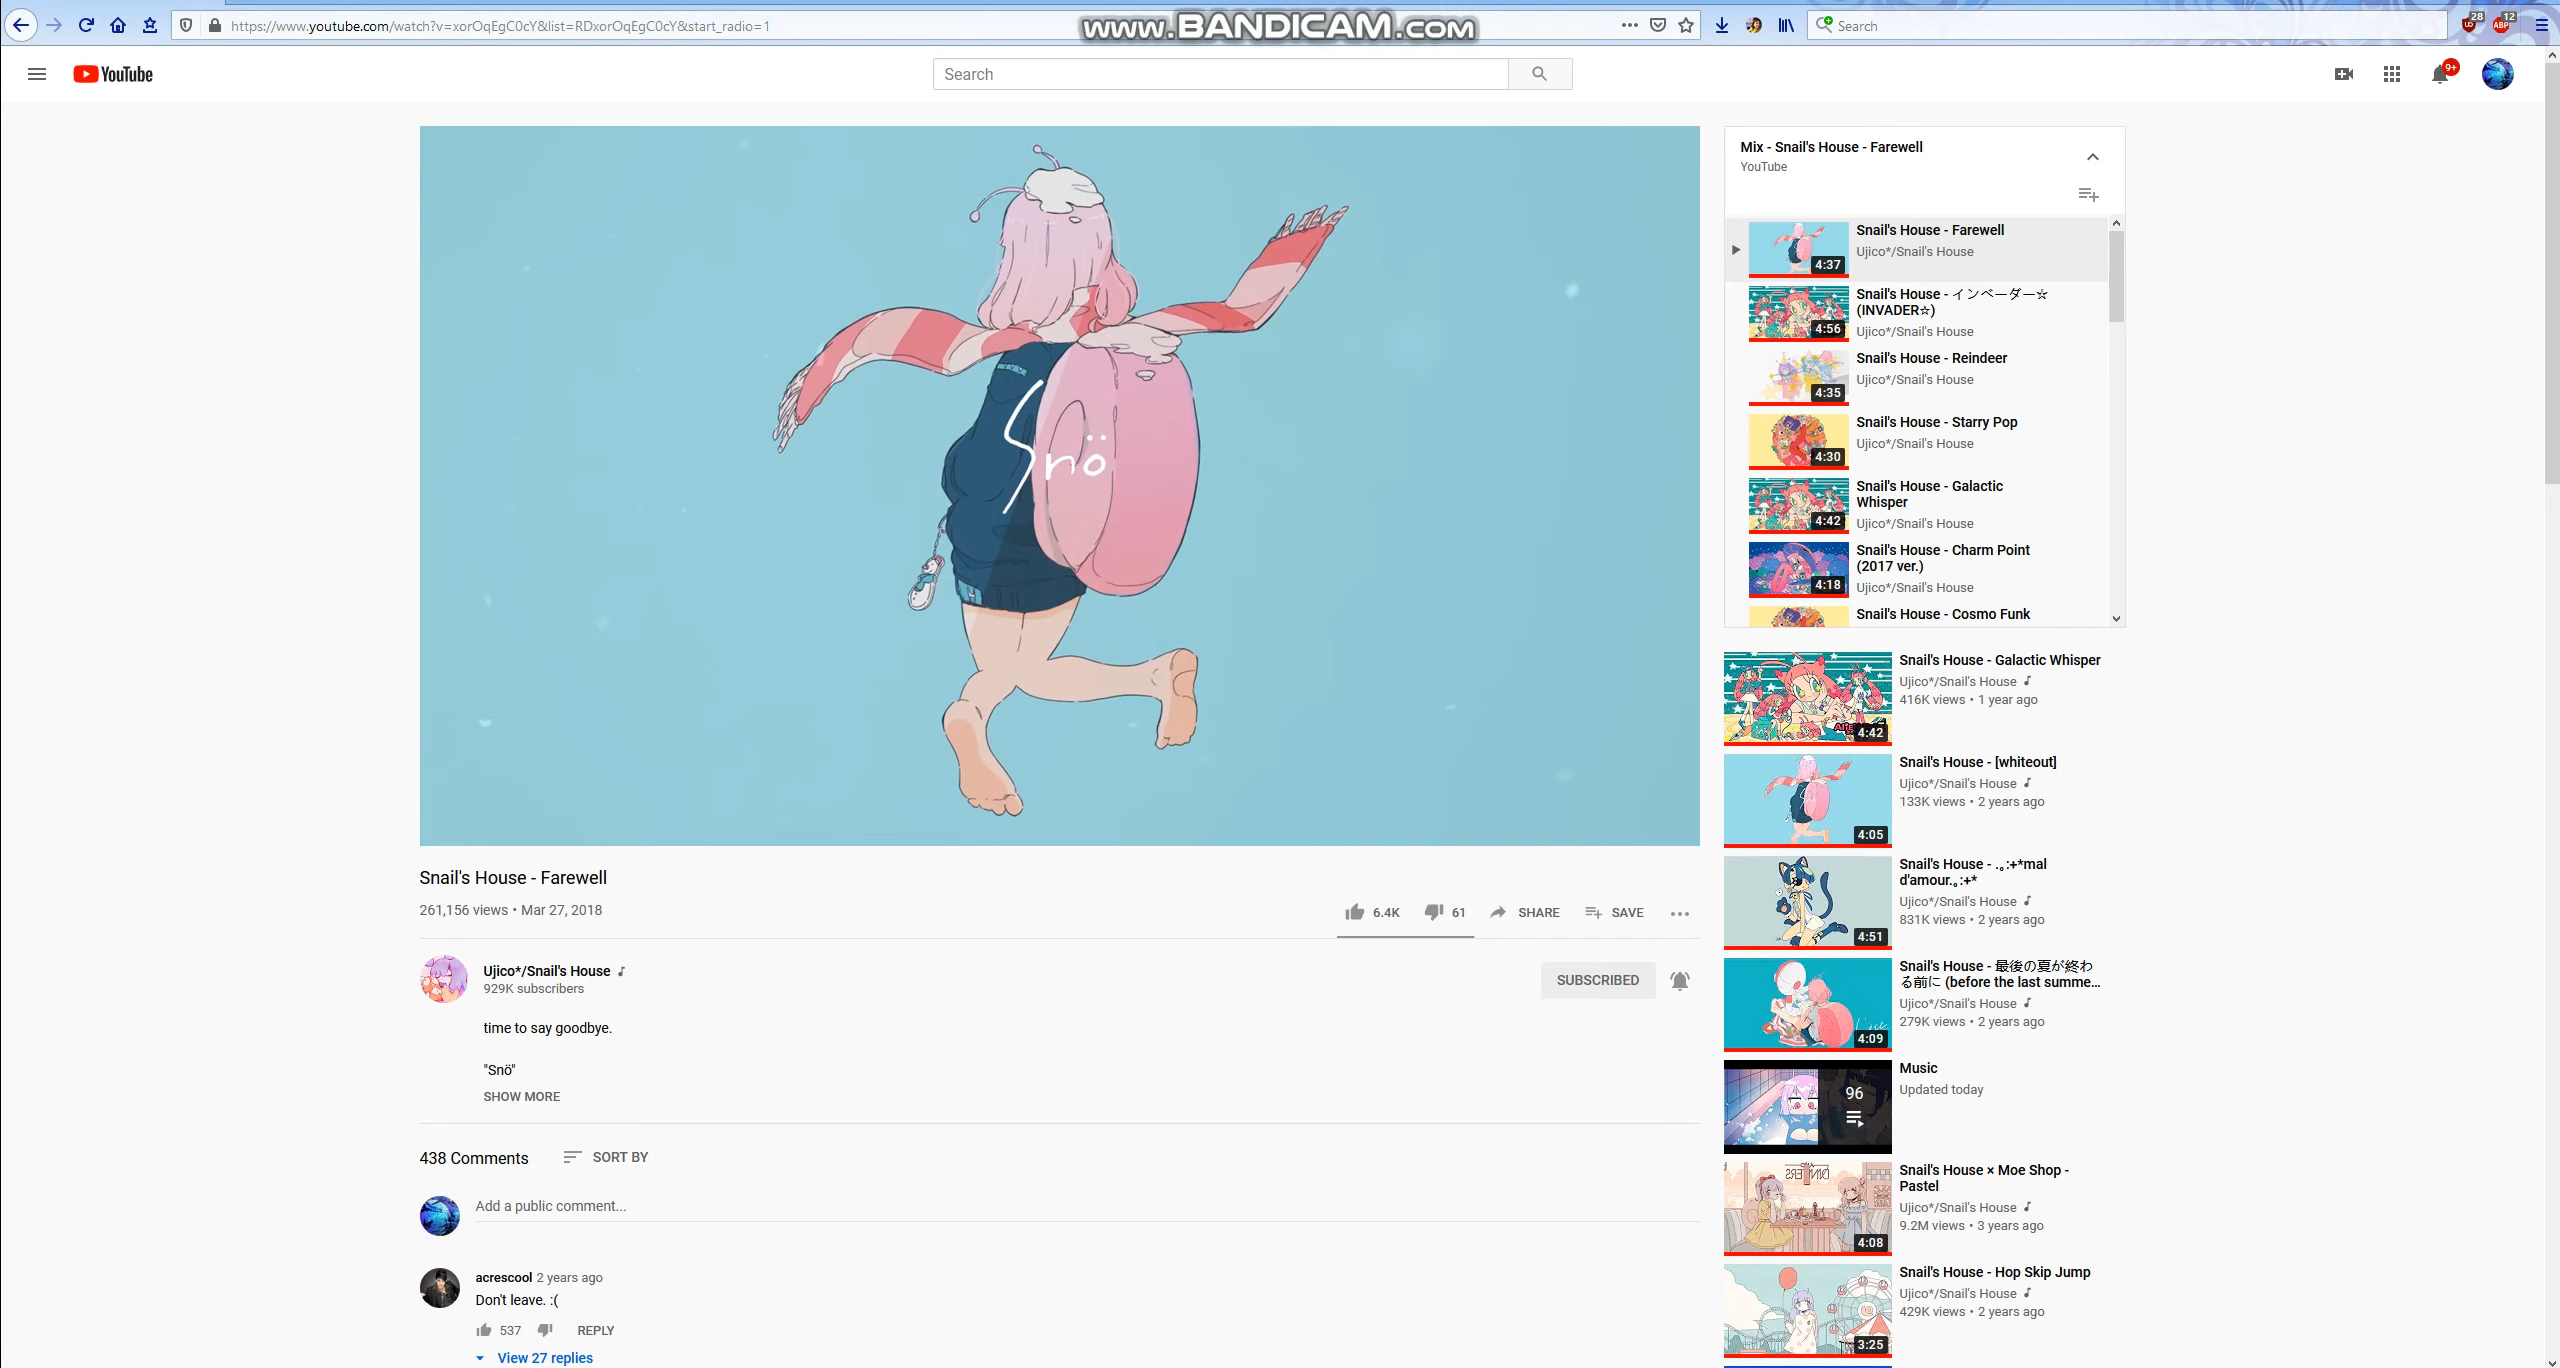 https://www.youtube.com/watch?v=xorOqEgC0cY&list=RDxorOqEgC0cY&start_radio=1
www.BANDICAM.com
Search
28
12
YouTube
Search
9+
Snö
Snail's House - Farewell
261,156 views • Mar 27, 2018
6.4K
61
SHARE
SAVE
Ujico*/Snail's House
929K subscribers
SUBSCRIBED
time to say goodbye.
"Snö"
SHOW MORE
438 Comments
SORT BY
Add a public comment...
acrescool 2 years ago
Don't leave. :(
537
REPLY
View 27 replies
Mix - Snail's House - Farewell
YouTube
4:37
Snail's House - Farewell
Ujico*/Snail's House
4:56
Snail's House - インベーダー☆
(INVADER☆)
Ujico*/Snail's House
4:35
Snail's House - Reindeer
Ujico*/Snail's House
4:30
Snail's House - Starry Pop
Ujico*/Snail's House
4:42
Snail's House - Galactic
Whisper
Ujico*/Snail's House
4:18
Snail's House - Charm Point
(2017 ver.)
Ujico*/Snail's House
Snail's House - Cosmo Funk
4:42
Snail's House - Galactic Whisper
Ujico*/Snail's House
416K views • 1 year ago
4:05
Snail's House - [whiteout]
Ujico*/Snail's House
133K views • 2 years ago
4:51
Snail's House - .｡:+*mal
d'amour.｡:+*
Ujico*/Snail's House
831K views • 2 years ago
4:09
Snail's House - 最後の夏が終わ
る前に (before the last summe...
Ujico*/Snail's House
279K views • 2 years ago
96
Music
Updated today
4:08
Snail's House × Moe Shop -
Pastel
Ujico*/Snail's House
9.2M views • 3 years ago
3:25
Snail's House - Hop Skip Jump
Ujico*/Snail's House
429K views • 2 years ago